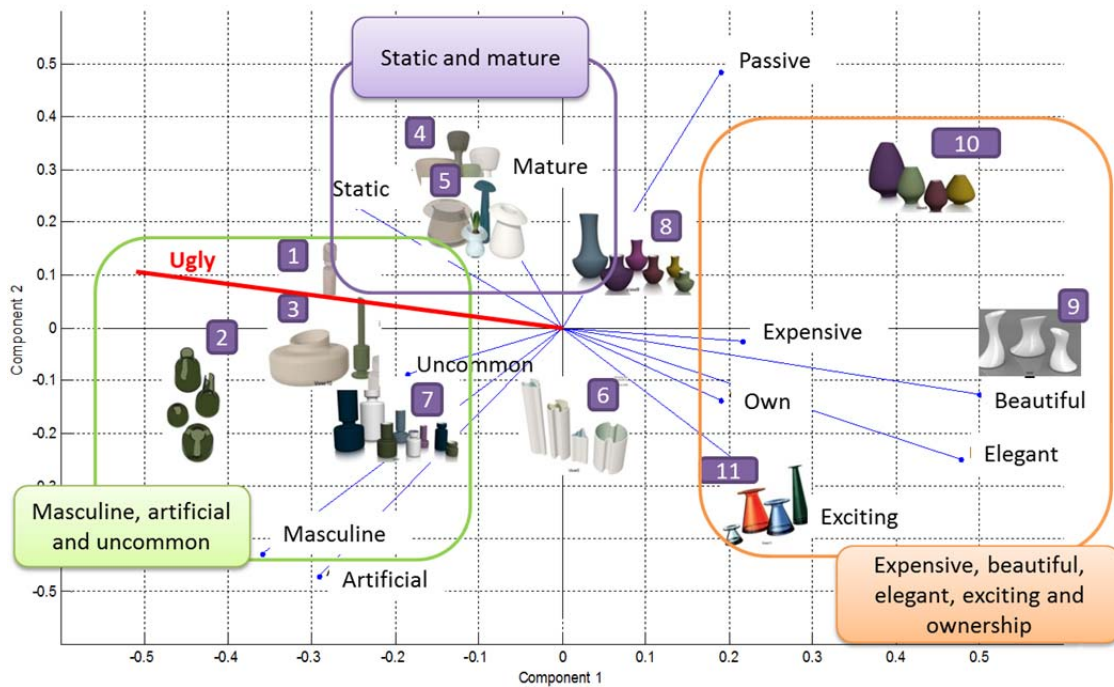 Static and mature
Passive
0.5
0.4
4
10
0.3
5
Mature
Static
0.2
8
1
Ugly
0.1
3
9
Component 2
0
2
Expensive
Uncommon
-0.1
7
6
Own
Beautiful
-0.2
Elegant
11
Masculine, artificial
and uncommon
Exciting
-0.4
Masculine
Artificial
-0.5
Expensive, beautiful,
elegant, exciting and
ownership
-0.5
-0.4
-0.3
-0.2
-0.1
0
0.1
0.2
0.3
0.4
0.5
Component 1